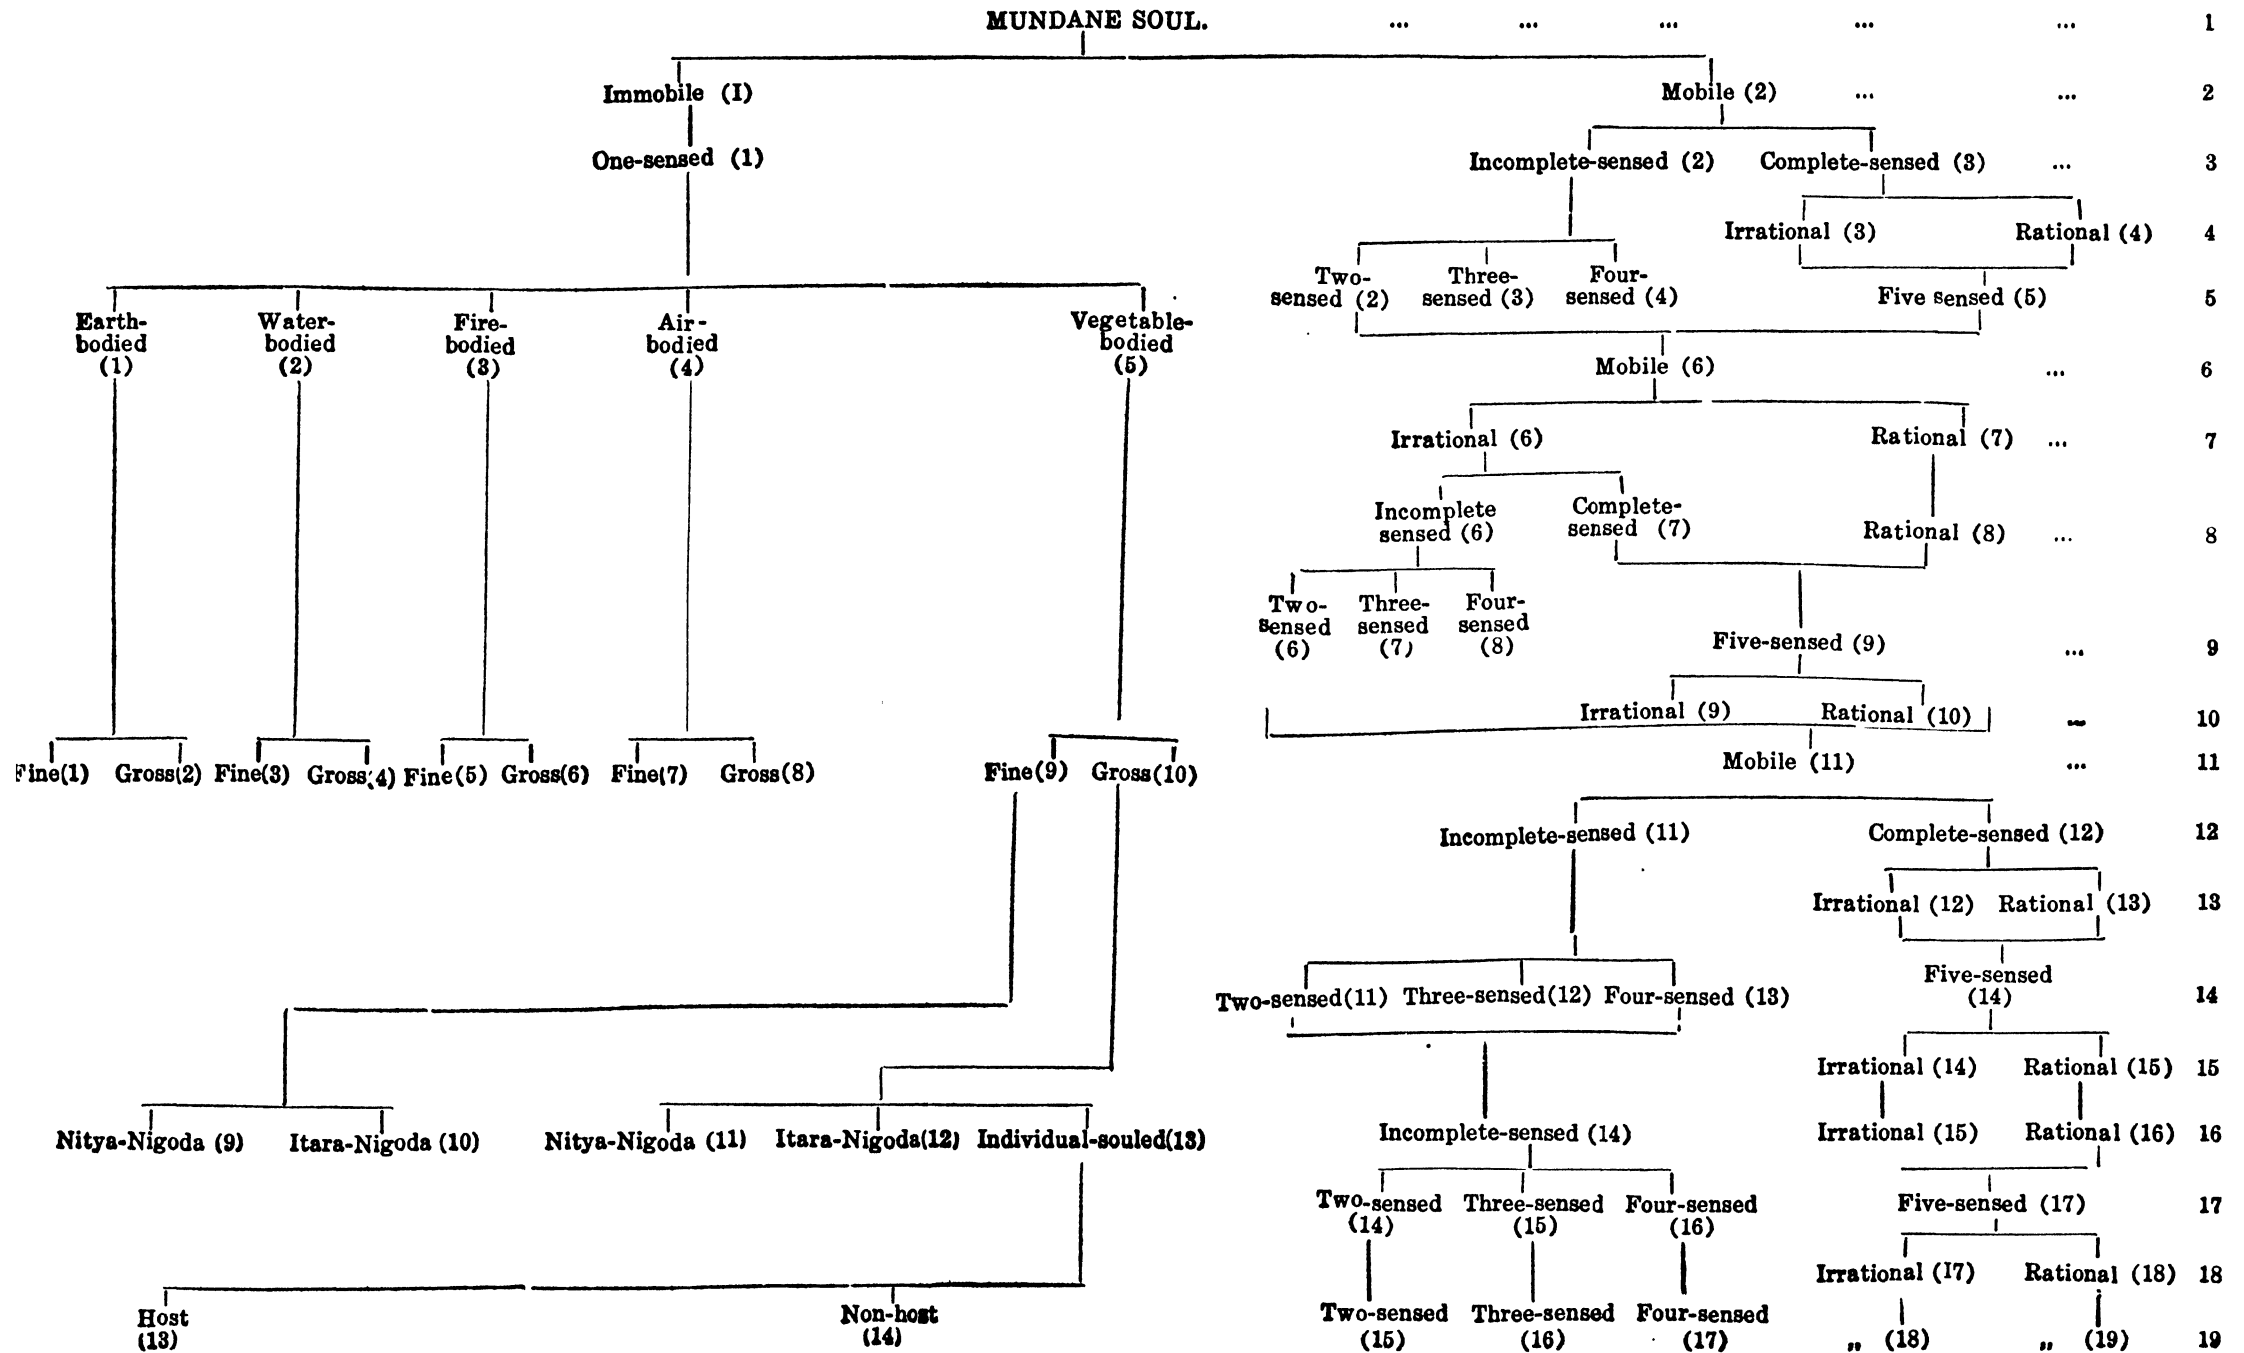 MUNDANE SOUL. ... ... ... ... ... 1
Immobile (I) Mobile (2) ... ... 2
One-sensed (1) Incomplete-sensed (2) Complete-sensed (3) ... 3
Irrational (3) Rational (4) 4
Two- Three- Four-
sensed (2) sensed (3) sensed (4) Five sensed (5) 5
Earth- Water- Fire- Air- Vegetable-
bodied bodied bodied bodied bodied
(1) (2) (3) (4) (5) Mobile (6) ... 6
Irrational (6) Rational (7) ... 7
Incomplete Complete-
sensed (6) sensed (7) Rational (8) ... 8
Two- Three- Four-
sensed sensed sensed
(6) (7) (8) Five-sensed (9) ... 9
Irrational (9) Rational (10) ... 10
Fine(1) Gross(2) Fine(3) Gross(4) Fine(5) Gross(6) Fine(7) Gross(8) Fine(9) Gross(10) Mobile (11) ... 11
Incomplete-sensed (11) Complete-sensed (12) 12
Irrational (12) Rational (13) 13
Five-sensed
Two-sensed(11) Three-sensed(12) Four-sensed (13) (14) 14
Irrational (14) Rational (15) 15
Nitya-Nigoda (9) Itara-Nigoda (10) Nitya-Nigoda (11) Itara-Nigoda(12) Individual-souled(13) Incomplete-sensed (14) Irrational (15) Rational (16) 16
Two-sensed Three-sensed Four-sensed Five-sensed (17) 17
(14) (15) (16)
Irrational (I7) Rational (18) 18
Host Non-host Two-sensed Three-sensed Four-sensed
(13) (14) (15) (16) (17) „ (18) „ (19) 19